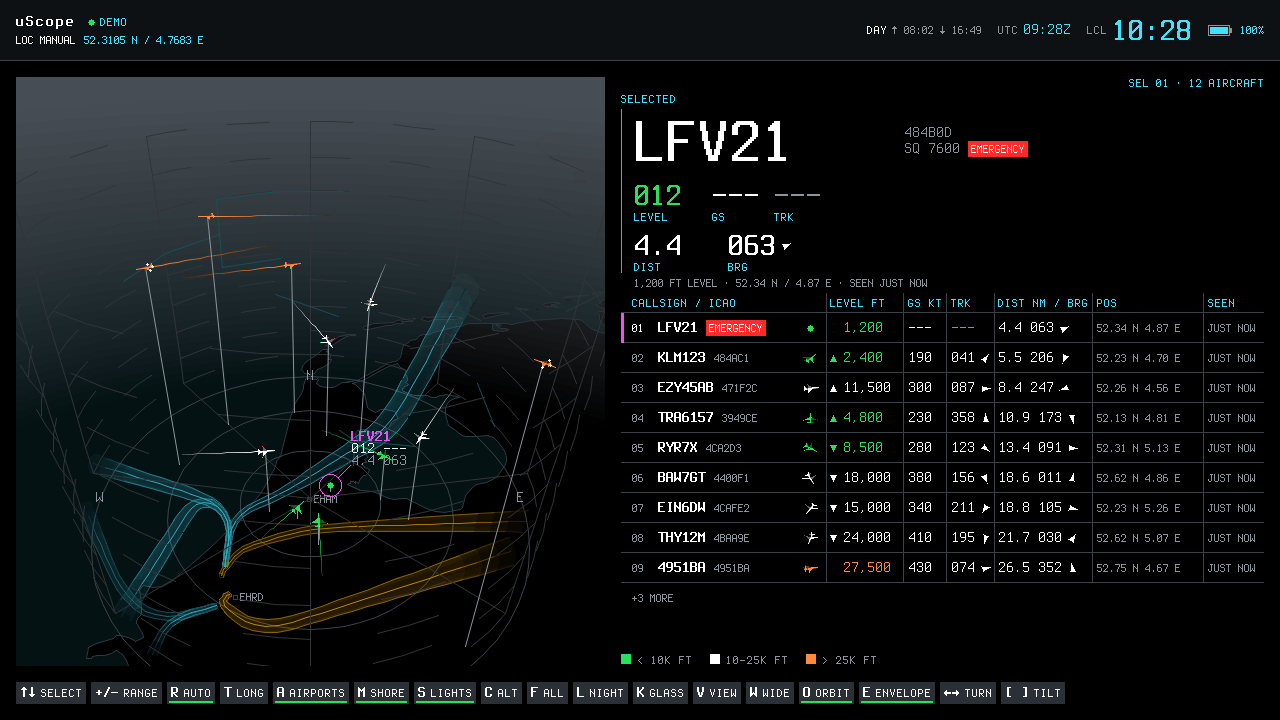 uScope DEMO
LOC MANUAL 52.3105 N / 4.7683 E
DAY ↑ 08:02 ↓ 16:49 UTC 09:28Z LCL 10:28 100%
SEL 01 · 12 AIRCRAFT
SELECTED
LFV21
484B0D
SQ 7600 EMERGENCY
012 --- ---
LEVEL GS TRK
4.4 063
DIST BRG
1,200 FT LEVEL · 52.34 N / 4.87 E · SEEN JUST NOW
CALLSIGN / ICAO LEVEL FT GS KT TRK DIST NM / BRG POS SEEN
01 LFV21 EMERGENCY 1,200 --- --- 4.4 063 52.34 N 4.87 E JUST NOW
02 KLM123 484AC1 ▲ 2,400 190 041 5.5 206 52.23 N 4.70 E JUST NOW
03 EZY45AB 471F2C ▲ 11,500 300 087 8.4 247 52.26 N 4.56 E JUST NOW
04 TRA6157 3949CE ▲ 4,800 230 358 10.9 173 52.13 N 4.81 E JUST NOW
05 RYR7X 4CA2D3 ▼ 8,500 280 123 13.4 091 52.31 N 5.13 E JUST NOW
06 BAW7GT 4400F1 ▼ 18,000 380 156 18.6 011 52.62 N 4.86 E JUST NOW
07 EIN6DW 4CAFE2 ▼ 15,000 340 211 18.8 105 52.23 N 5.26 E JUST NOW
08 THY12M 4BAA9E ▼ 24,000 410 195 21.7 030 52.62 N 5.07 E JUST NOW
09 4951BA 4951BA 27,500 430 074 26.5 352 52.75 N 4.67 E JUST NOW
+3 MORE
< 10K FT 10-25K FT > 25K FT
N
LFV21
012 ---
4.4 063
W
E
EHAM
EHRD
↑↓ SELECT +/- RANGE R AUTO T LONG A AIRPORTS M SHORE S LIGHTS C ALT F ALL L NIGHT K GLASS V VIEW W WIDE O ORBIT E ENVELOPE ←→ TURN [ ] TILT